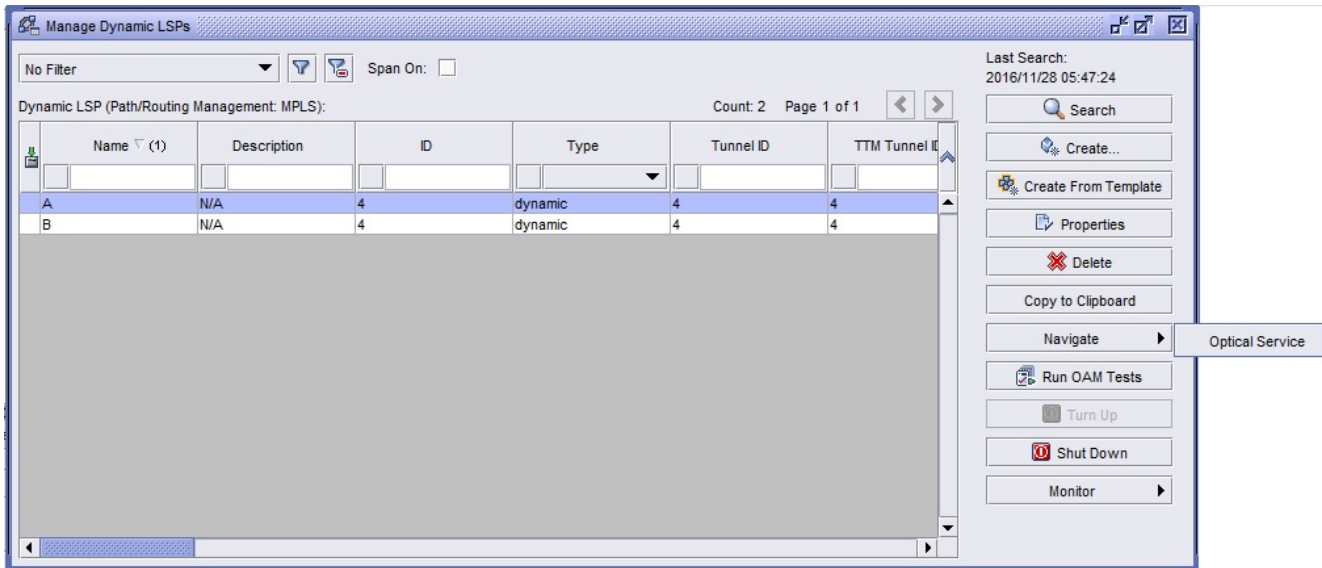 Manage Dynamic LSPs
No Filter
Span On:
Last Search:
2016/11/28 05:47:24
Dynamic LSP (Path/Routing Management: MPLS):
Count: 2 Page 1 of 1
Name (1) Description ID Type Tunnel ID TTM Tunnel ID
A N/A 4 dynamic 4 4
B N/A 4 dynamic 4 4
Search
Create...
Create From Template
Properties
Delete
Copy to Clipboard
Navigate
Optical Service
Run OAM Tests
Turn Up
Shut Down
Monitor